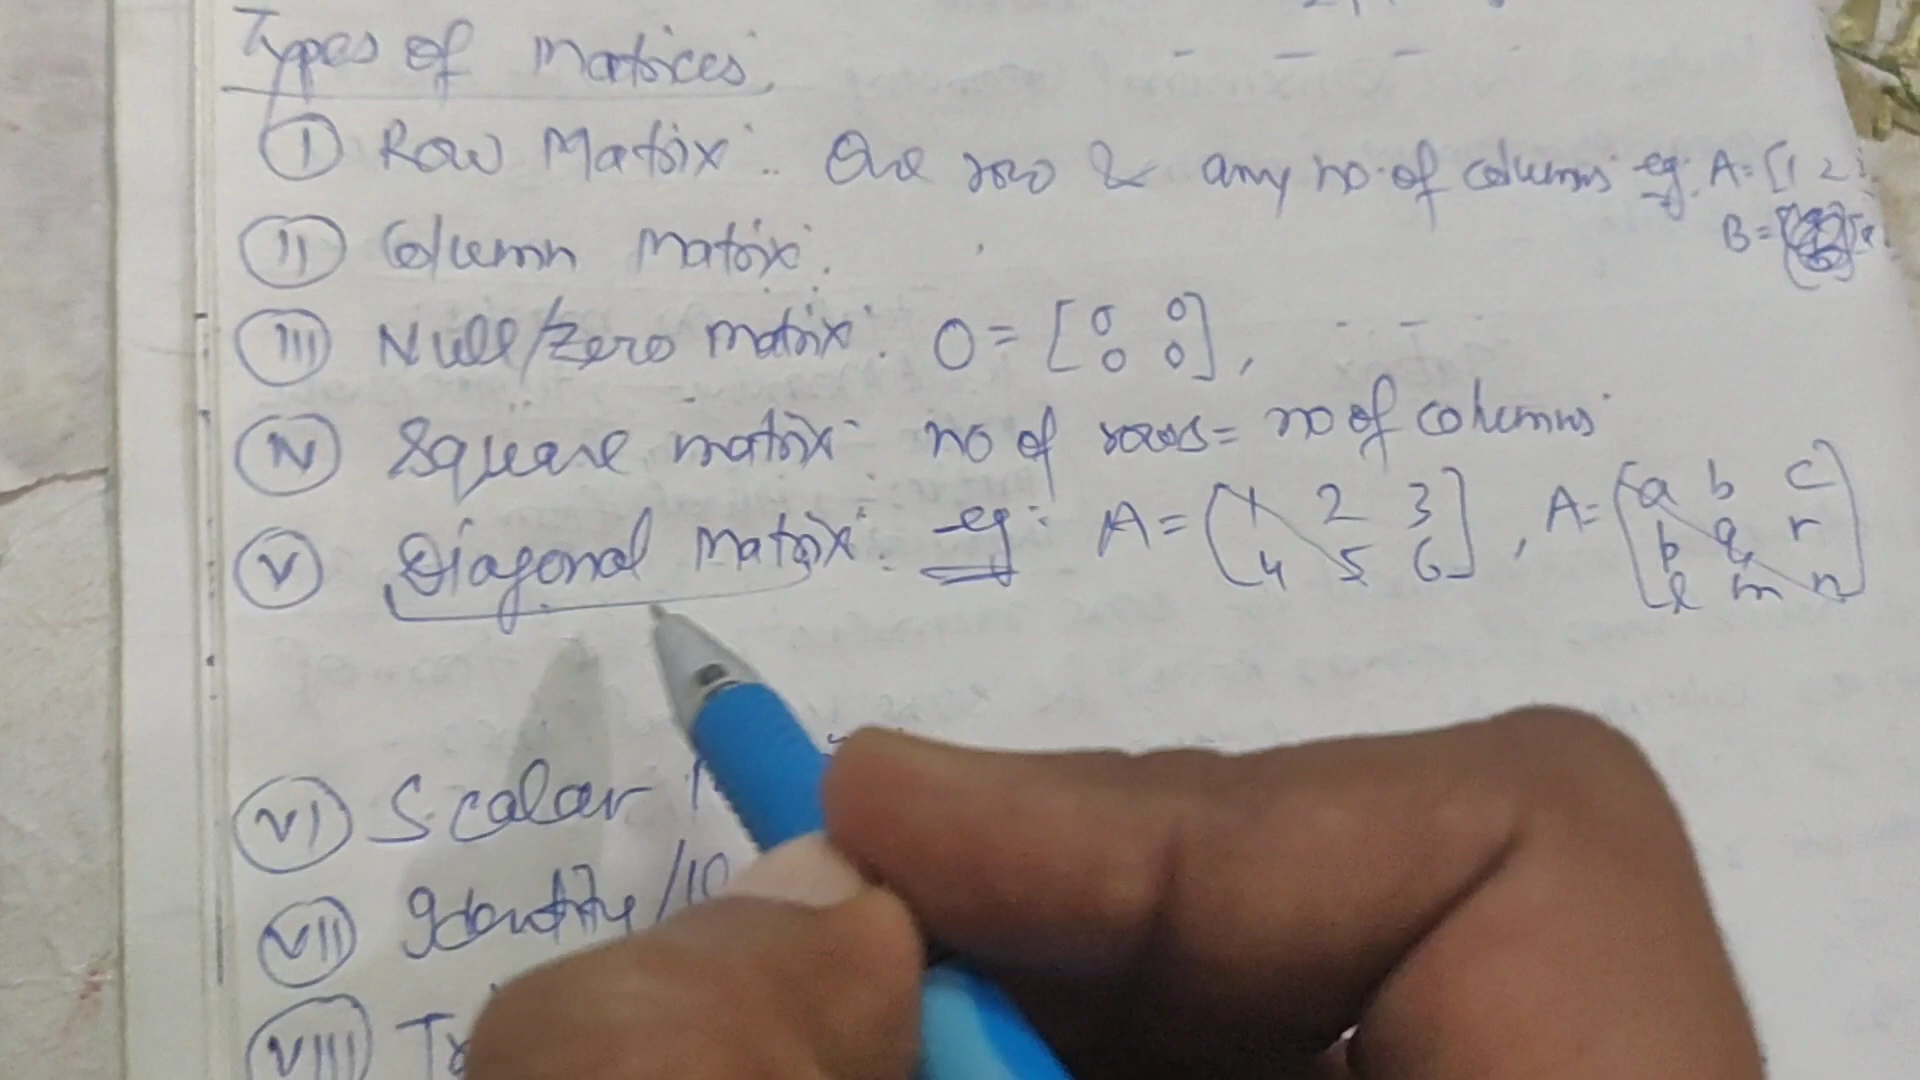 Types of Matrices.
(I) Row Matrix: One row & any no. of columns eg. A = [1 2
B =
(II) Column Matrix:
(III) Null/Zero matrix: O = [0 0
0 0],
(IV) Square matrix: no of rows = no of columns
(V) Diagonal matrix: eg: A = [1 2 3
4 5 6], A = [a b c
p q r
l m n]
(VI) Scalar
(VII) Identity/
(VIII)